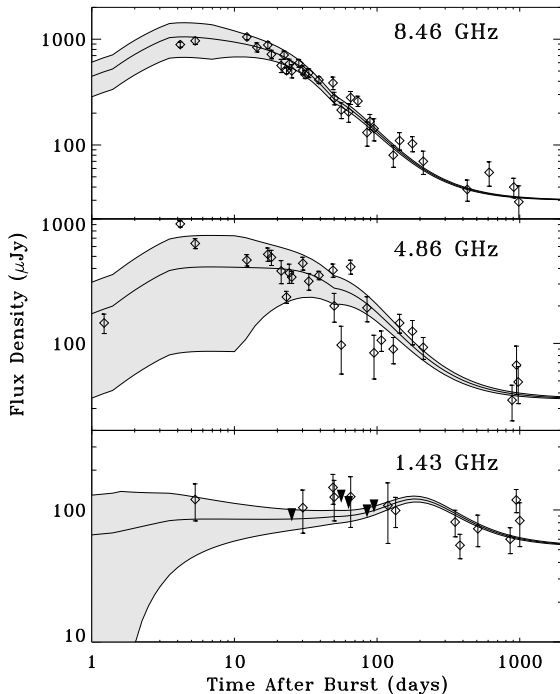 8.46 GHz
1000
100
4.86 GHz
1000
100
Flux Density (μJy)
1.43 GHz
100
10
1 10 100 1000
Time After Burst (days)